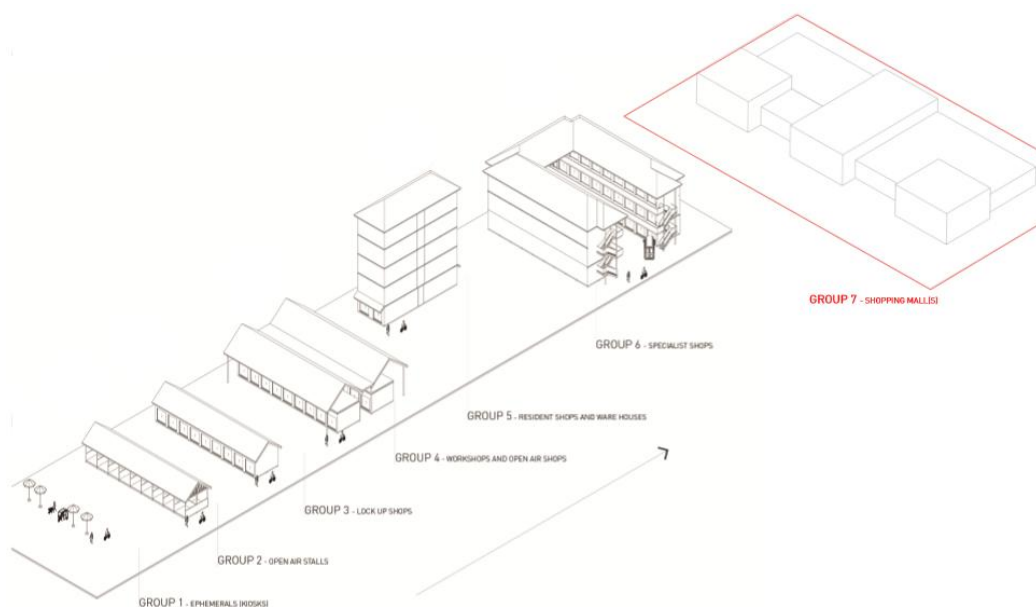 GROUP 7 - SHOPPING MALL[S]
GROUP 6 - SPECIALIST SHOPS
GROUP 5 - RESIDENT SHOPS AND WARE HOUSES
GROUP 4 - WORKSHOPS AND OPEN AIR SHOPS
GROUP 3 - LOCK UP SHOPS
GROUP 2 - OPEN AIR STALLS
GROUP 1 - EPHEMERALS [KIOSKS]